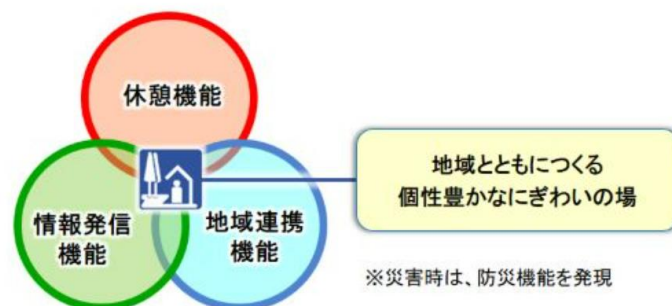 休憩機能
情報発信
機能
地域連携
機能
地域とともにつくる
個性豊かなにぎわいの場
※災害時は、防災機能を発現